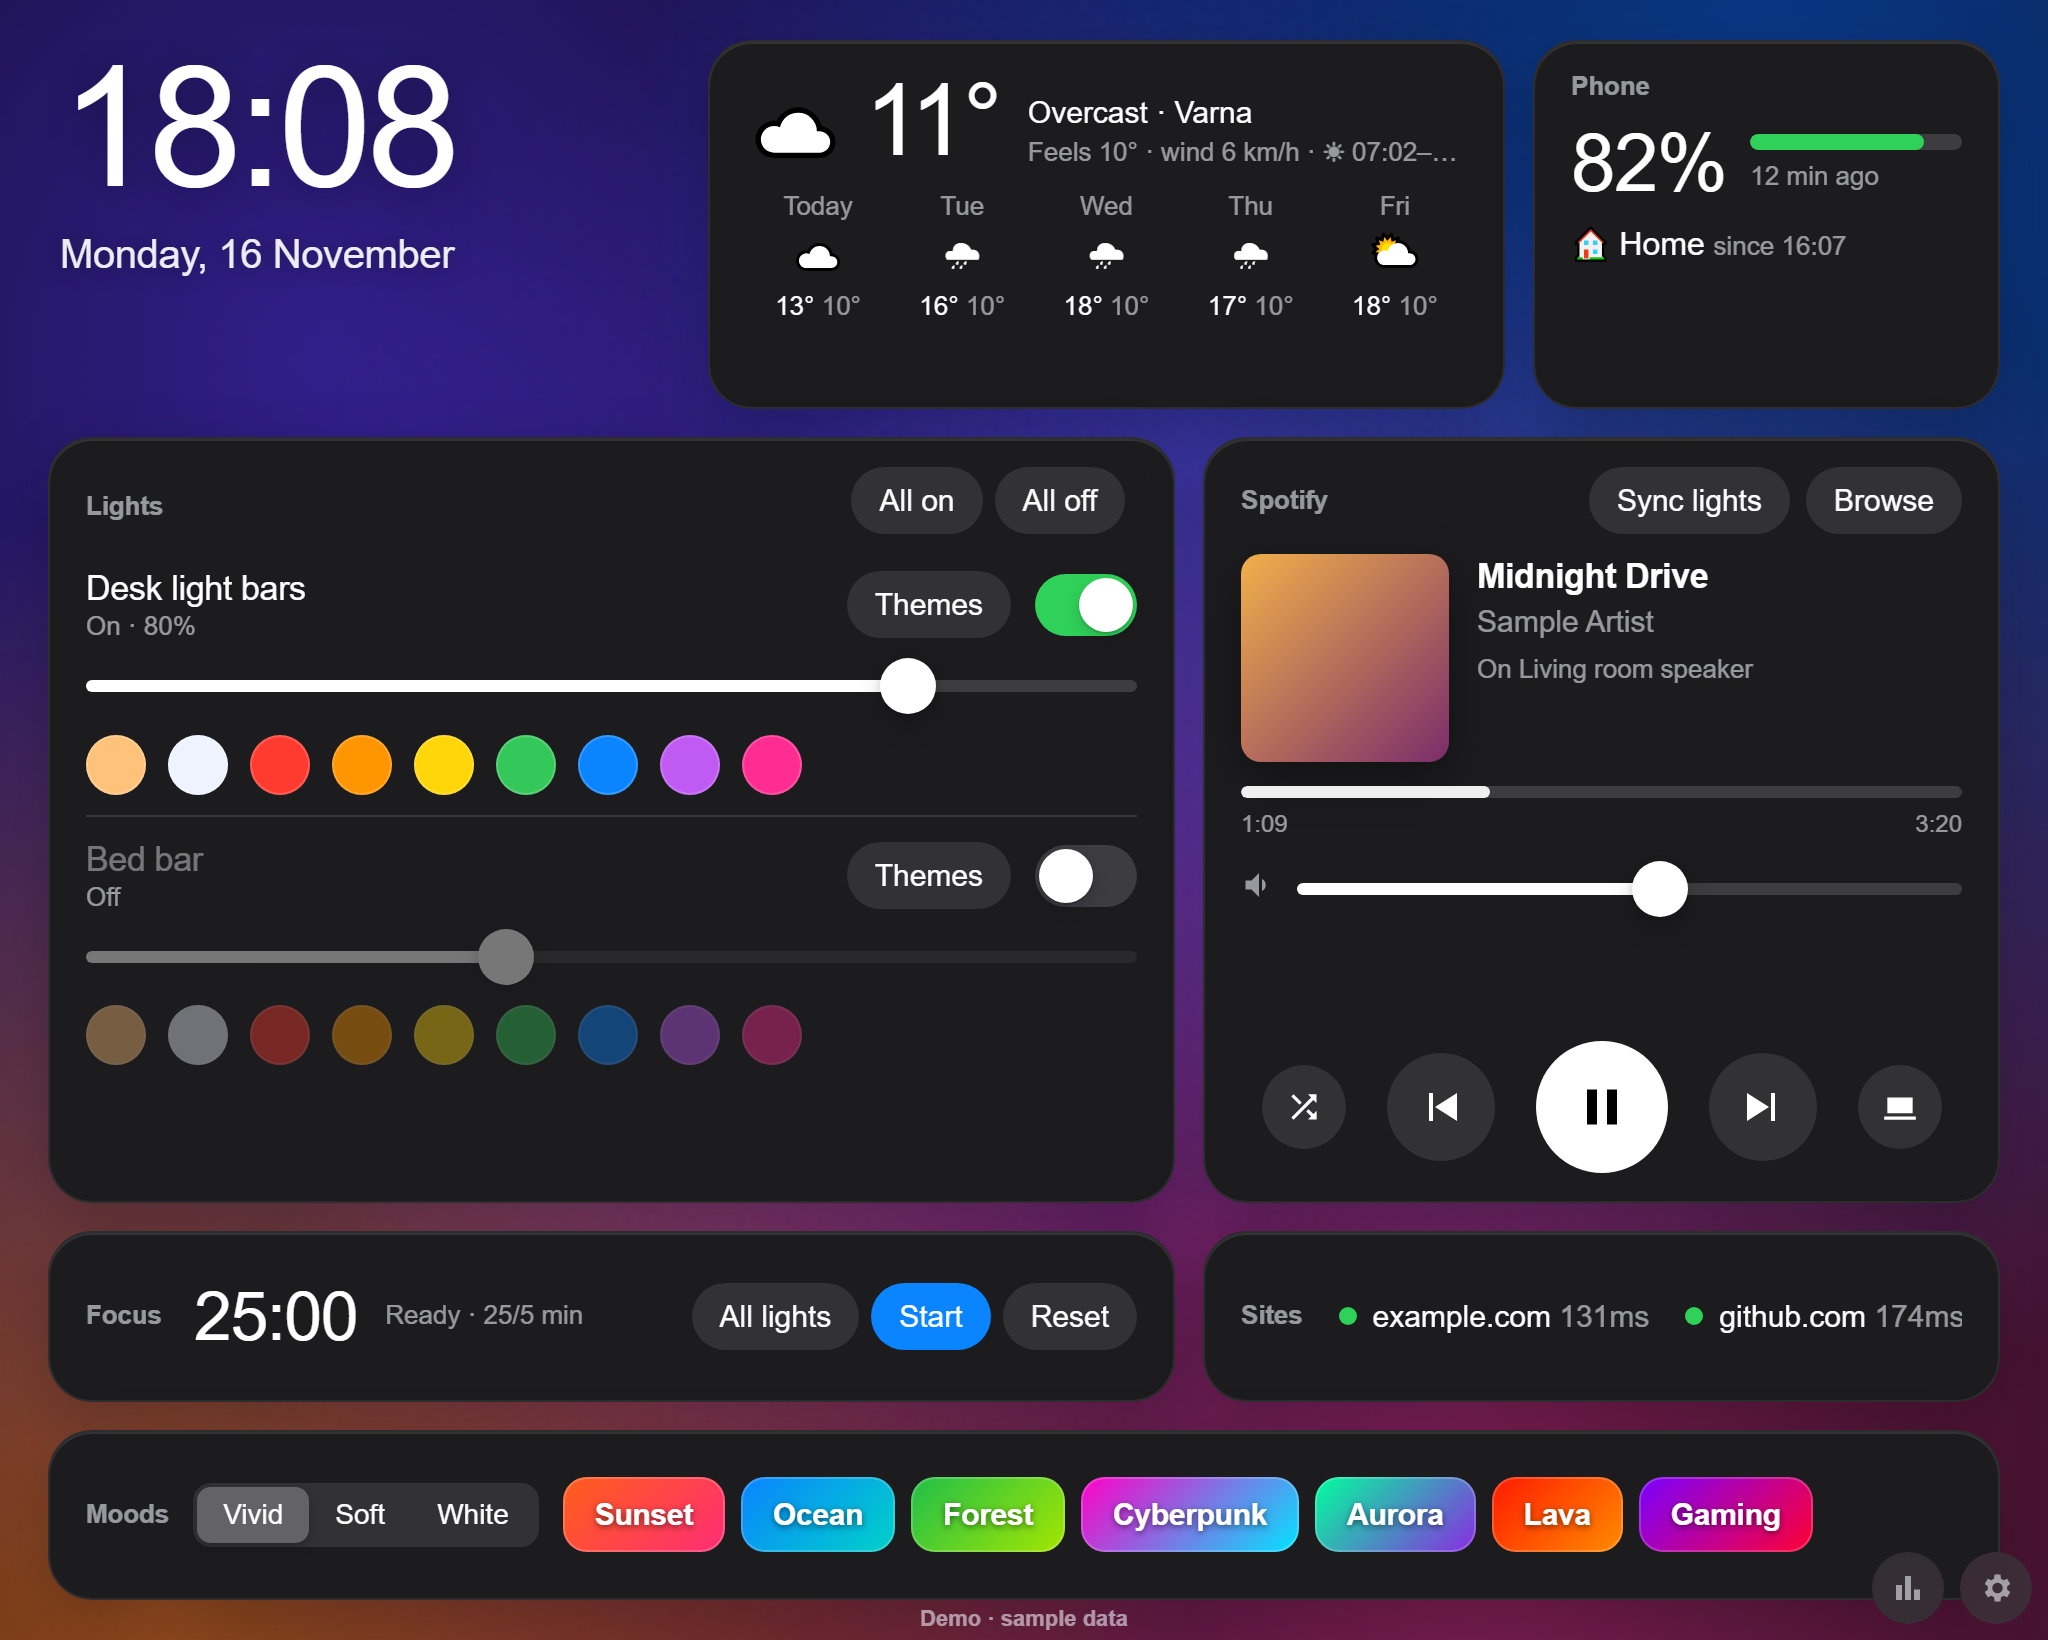 18:08
Monday, 16 November
11°
Overcast · Varna
Feels 10° · wind 6 km/h · ☀ 07:02–…
Today Tue Wed Thu Fri
13° 10° 16° 10° 18° 10° 17° 10° 18° 10°
Phone
82%
12 min ago
Home since 16:07
Lights All on All off
Desk light bars
On · 80%
Themes
Bed bar
Off
Themes
Spotify Sync lights Browse
Midnight Drive
Sample Artist
On Living room speaker
1:09 3:20
Focus 25:00 Ready · 25/5 min All lights Start Reset
Sites example.com 131ms github.com 174ms
Moods Vivid Soft White Sunset Ocean Forest Cyberpunk Aurora Lava Gaming
Demo · sample data